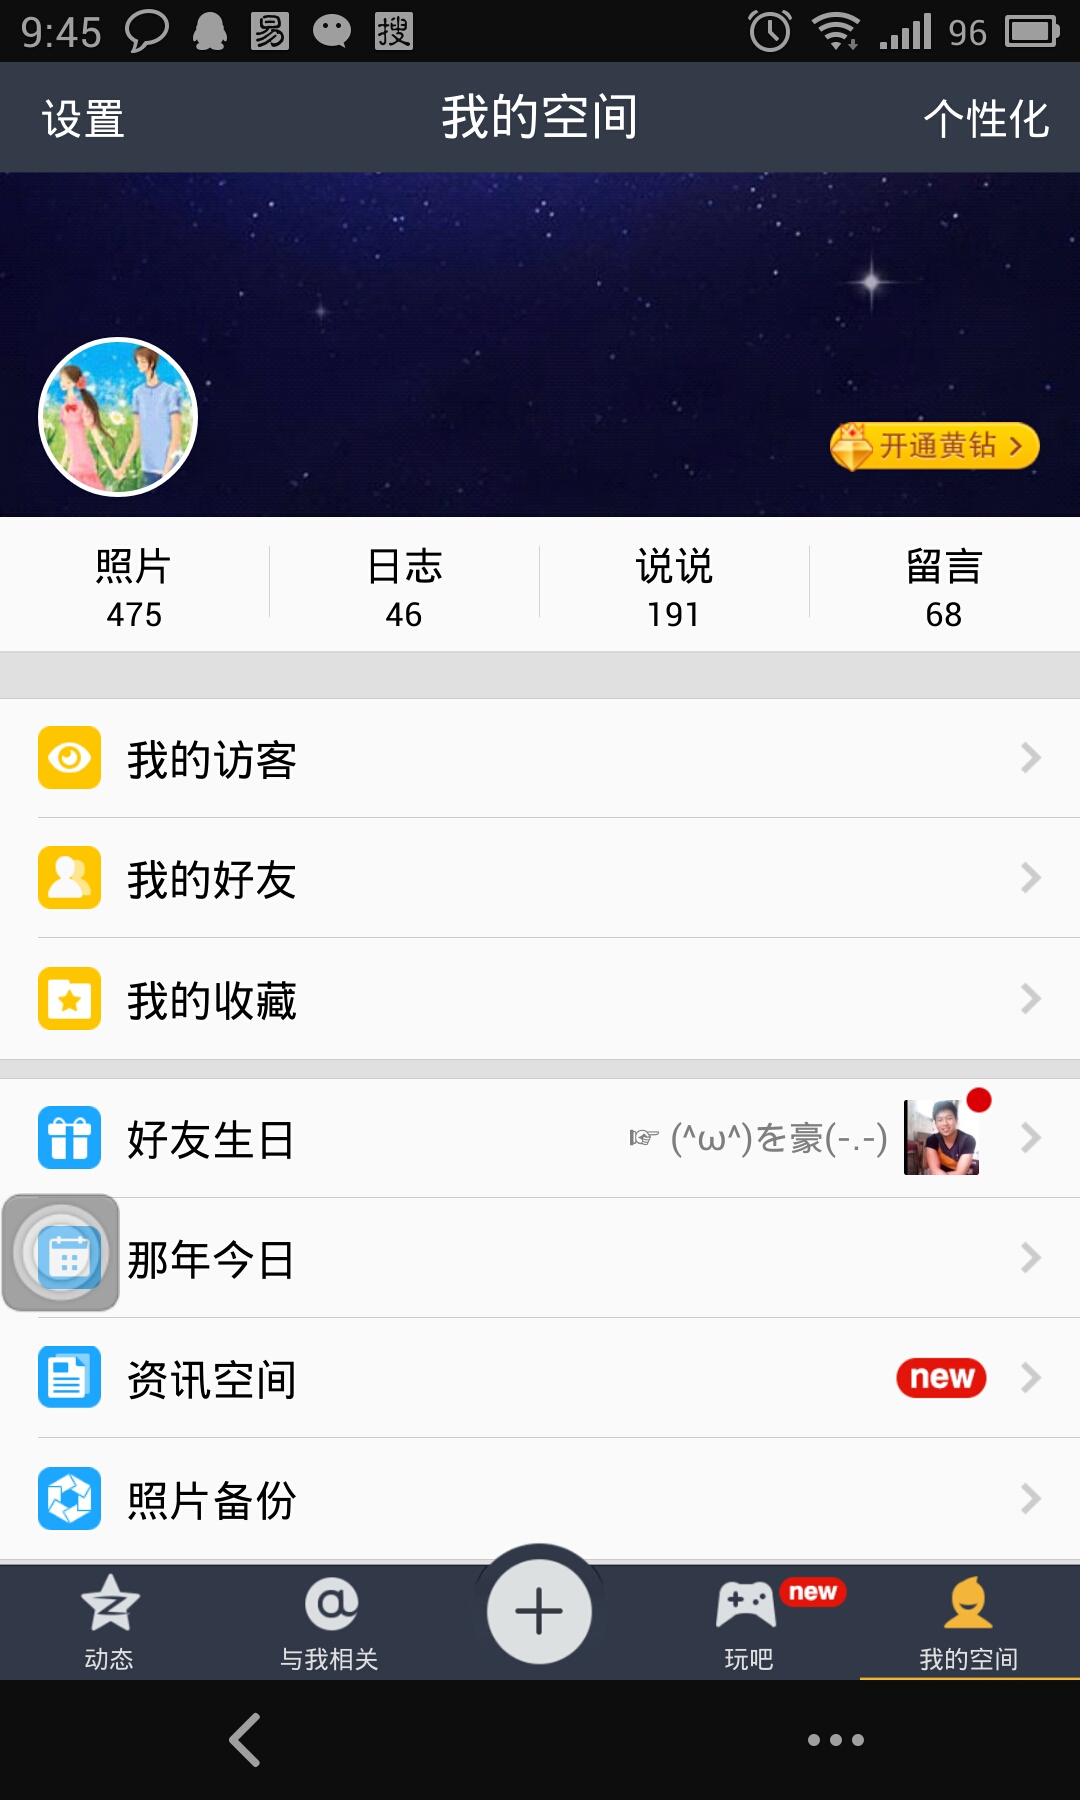 9:45 易 搜 96
设置 我的空间 个性化
开通黄钻
照片 日志 说说 留言
475 46 191 68
我的访客
我的好友
我的收藏
好友生日 ☞ (^ω^)を豪(-.-)
那年今日
资讯空间 new
照片备份
new
动态 与我相关 玩吧 我的空间